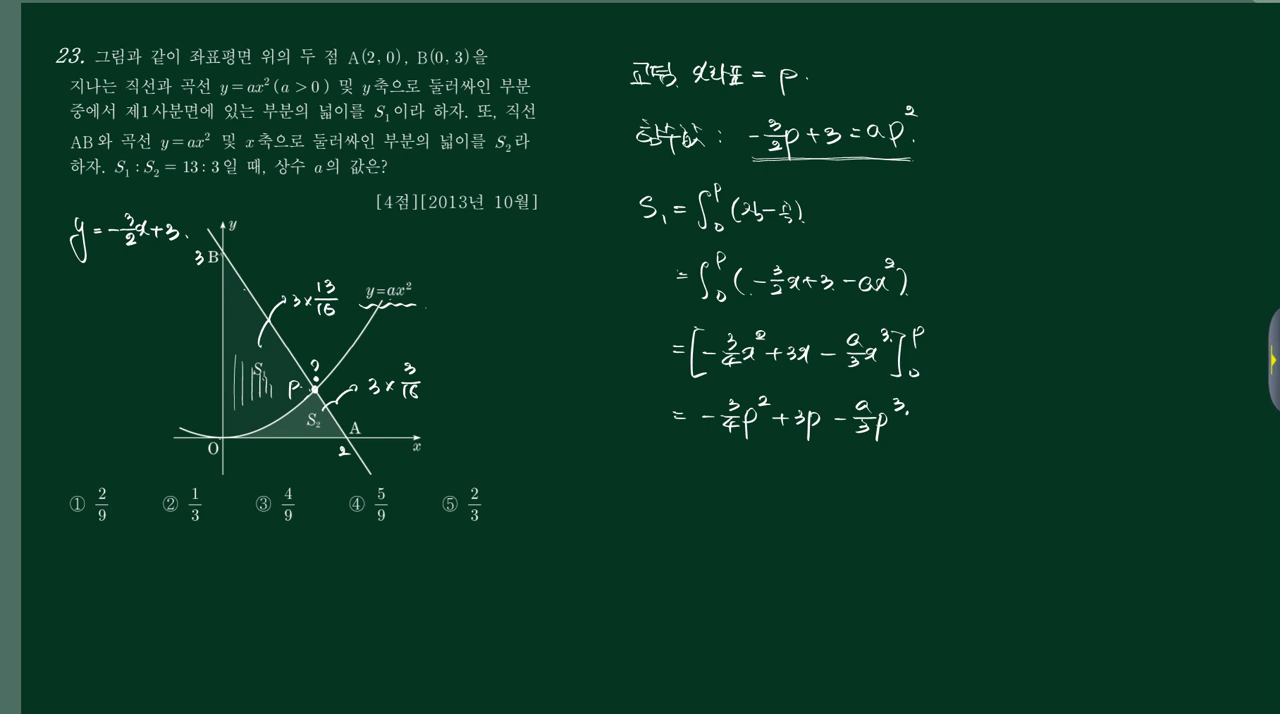 23. 그림과 같이 좌표평면 위의 두 점 A(2, 0), B(0, 3)을
지나는 직선과 곡선 y=ax²(a>0) 및 y축으로 둘러싸인 부분
중에서 제1사분면에 있는 부분의 넓이를 S₁이라 하자. 또, 직선
AB와 곡선 y=ax² 및 x축으로 둘러싸인 부분의 넓이를 S₂라
하자. S₁ : S₂ = 13 : 3일 때, 상수 a의 값은?
[4점][2013년 10월]
y=-3/2x+3.
y
3 B
3×13/16
y=ax²
S₁
?
P
3×3/16
S₂
A
O
2
x
① 2/9 ② 1/3 ③ 4/9 ④ 5/9 ⑤ 2/3
교점 x좌표 = p.
함수값 : -3/2p+3=ap².
S₁=∫₀ᵖ
=∫₀ᵖ(-3/2x+3-ax²)
=[-3/4x²+3x-a/3x³]₀ᵖ
= -3/4p²+3p-a/3p³.